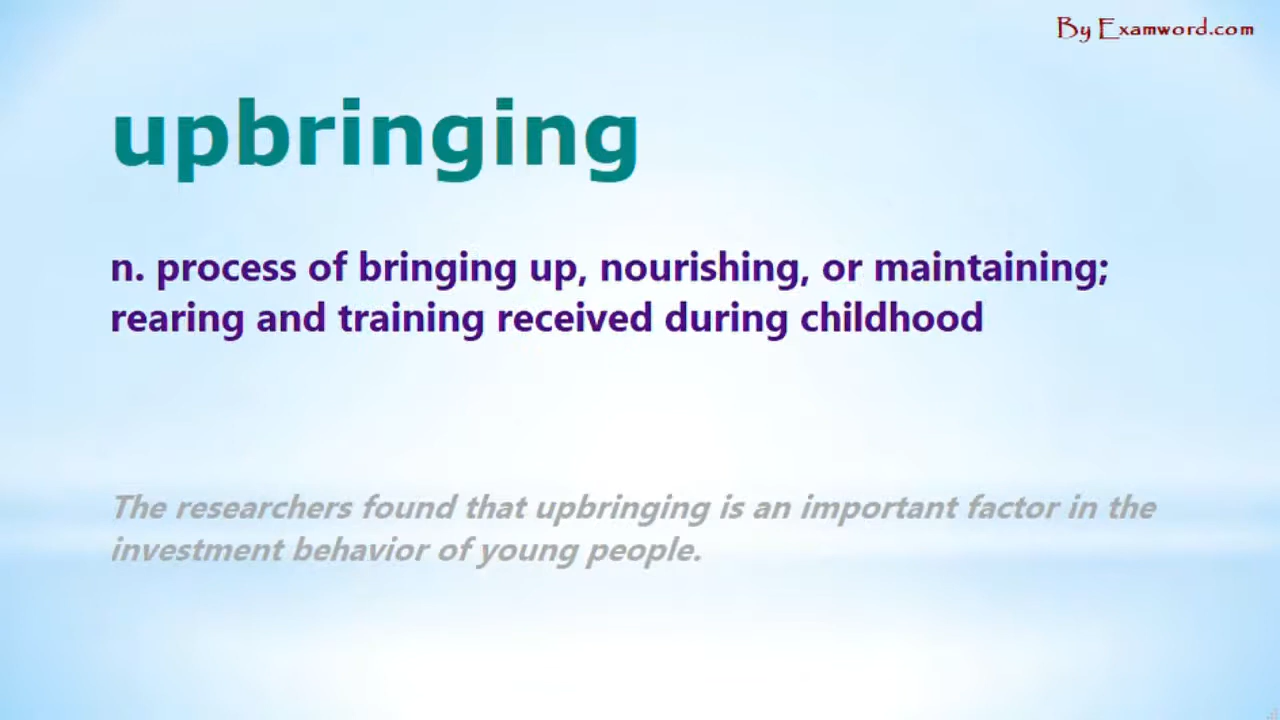 By Examword.com
upbringing
n. process of bringing up, nourishing, or maintaining;
rearing and training received during childhood
The researchers found that upbringing is an important factor in the
investment behavior of young people.